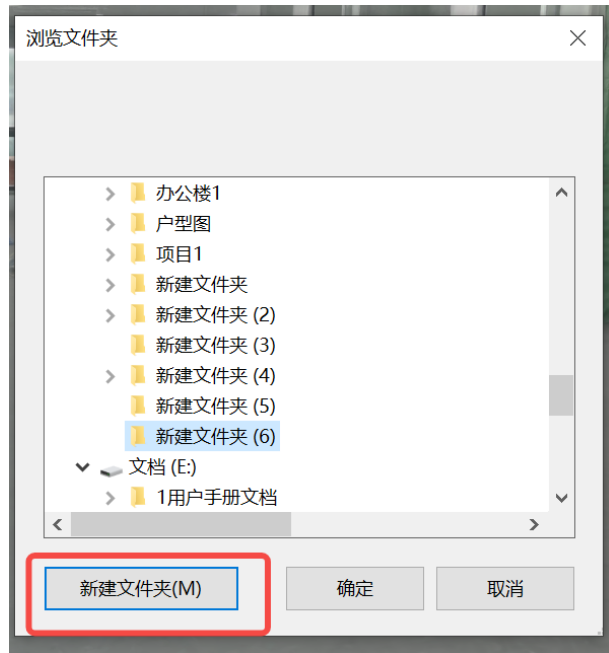 浏览文件夹
办公楼1
户型图
项目1
新建文件夹
新建文件夹 (2)
新建文件夹 (3)
新建文件夹 (4)
新建文件夹 (5)
新建文件夹 (6)
文档 (E:)
1用户手册文档
新建文件夹(M) 确定 取消